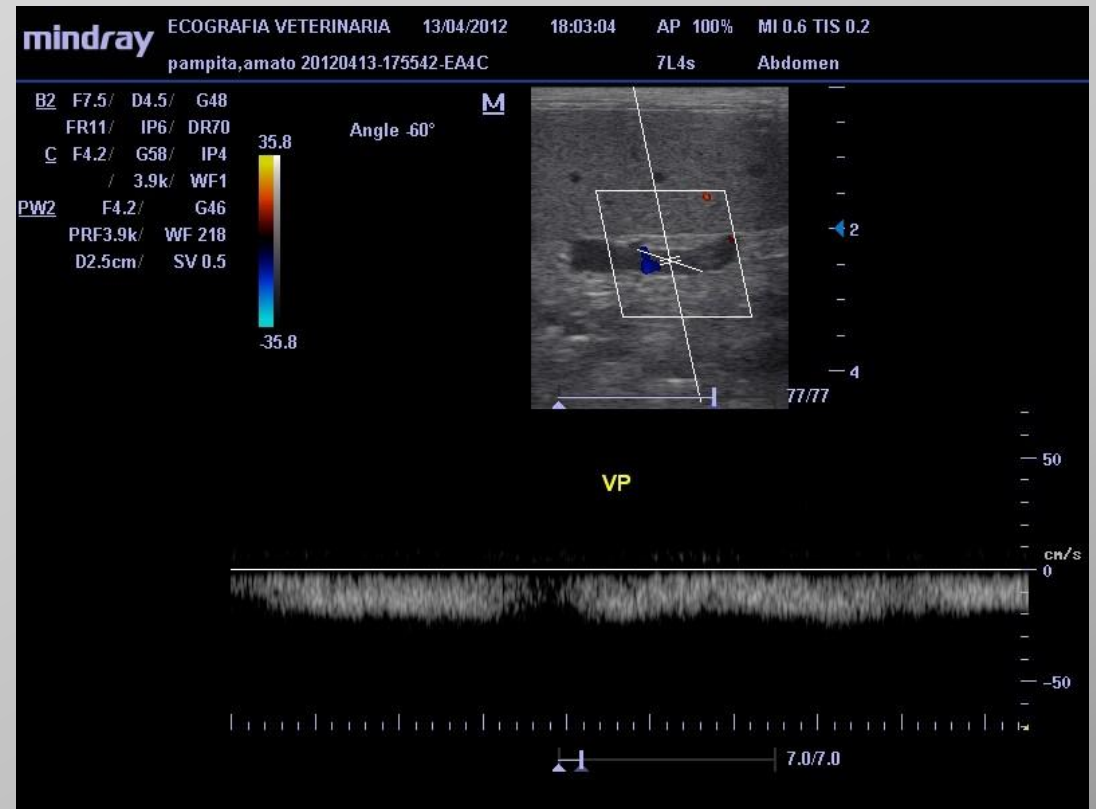 mindray
ECOGRAFIA VETERINARIA 13/04/2012 18:03:04 AP 100% MI 0.6 TIS 0.2
pampita,amato 20120413-175542-EA4C 7L4s Abdomen
B2 F7.5/ D4.5/ G48
FR11/ IP6/ DR70
C F4.2/ G58/ IP4
/ 3.9k/ WF1
PW2 F4.2/ G46
PRF3.9k/ WF 218
D2.5cm/ SV 0.5
35.8
-35.8
Angle -60°
M
2
4
77/77
VP
50
cm/s
0
-50
7.0/7.0